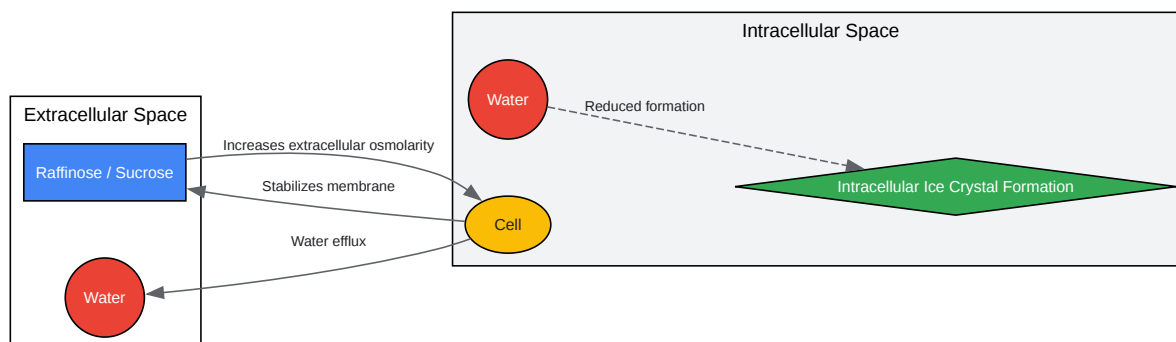 Intracellular Space
Water
Reduced formation
Extracellular Space
Increases extracellular osmolarity
Raffinose / Sucrose
Stabilizes membrane
Intracellular Ice Crystal Formation
Cell
Water efflux
Water